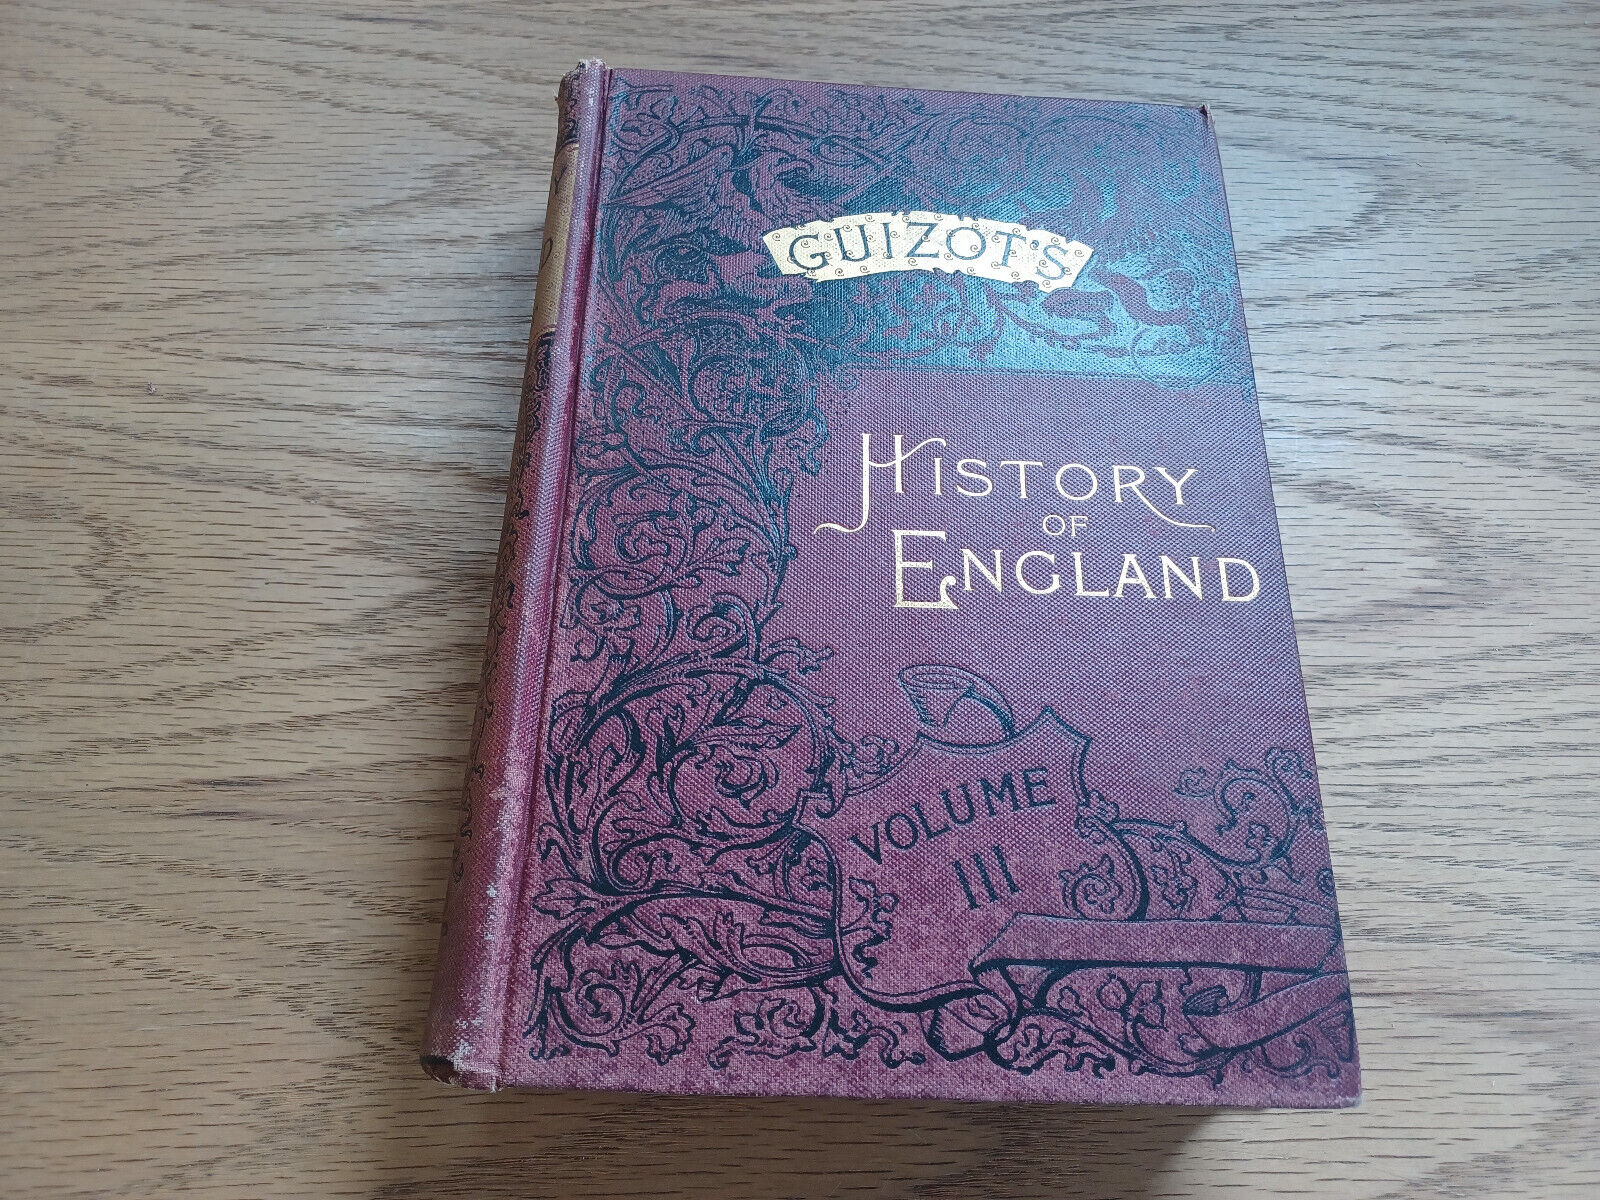 GUIZOT'S
HISTORY
OF
ENGLAND
VOLUME
III